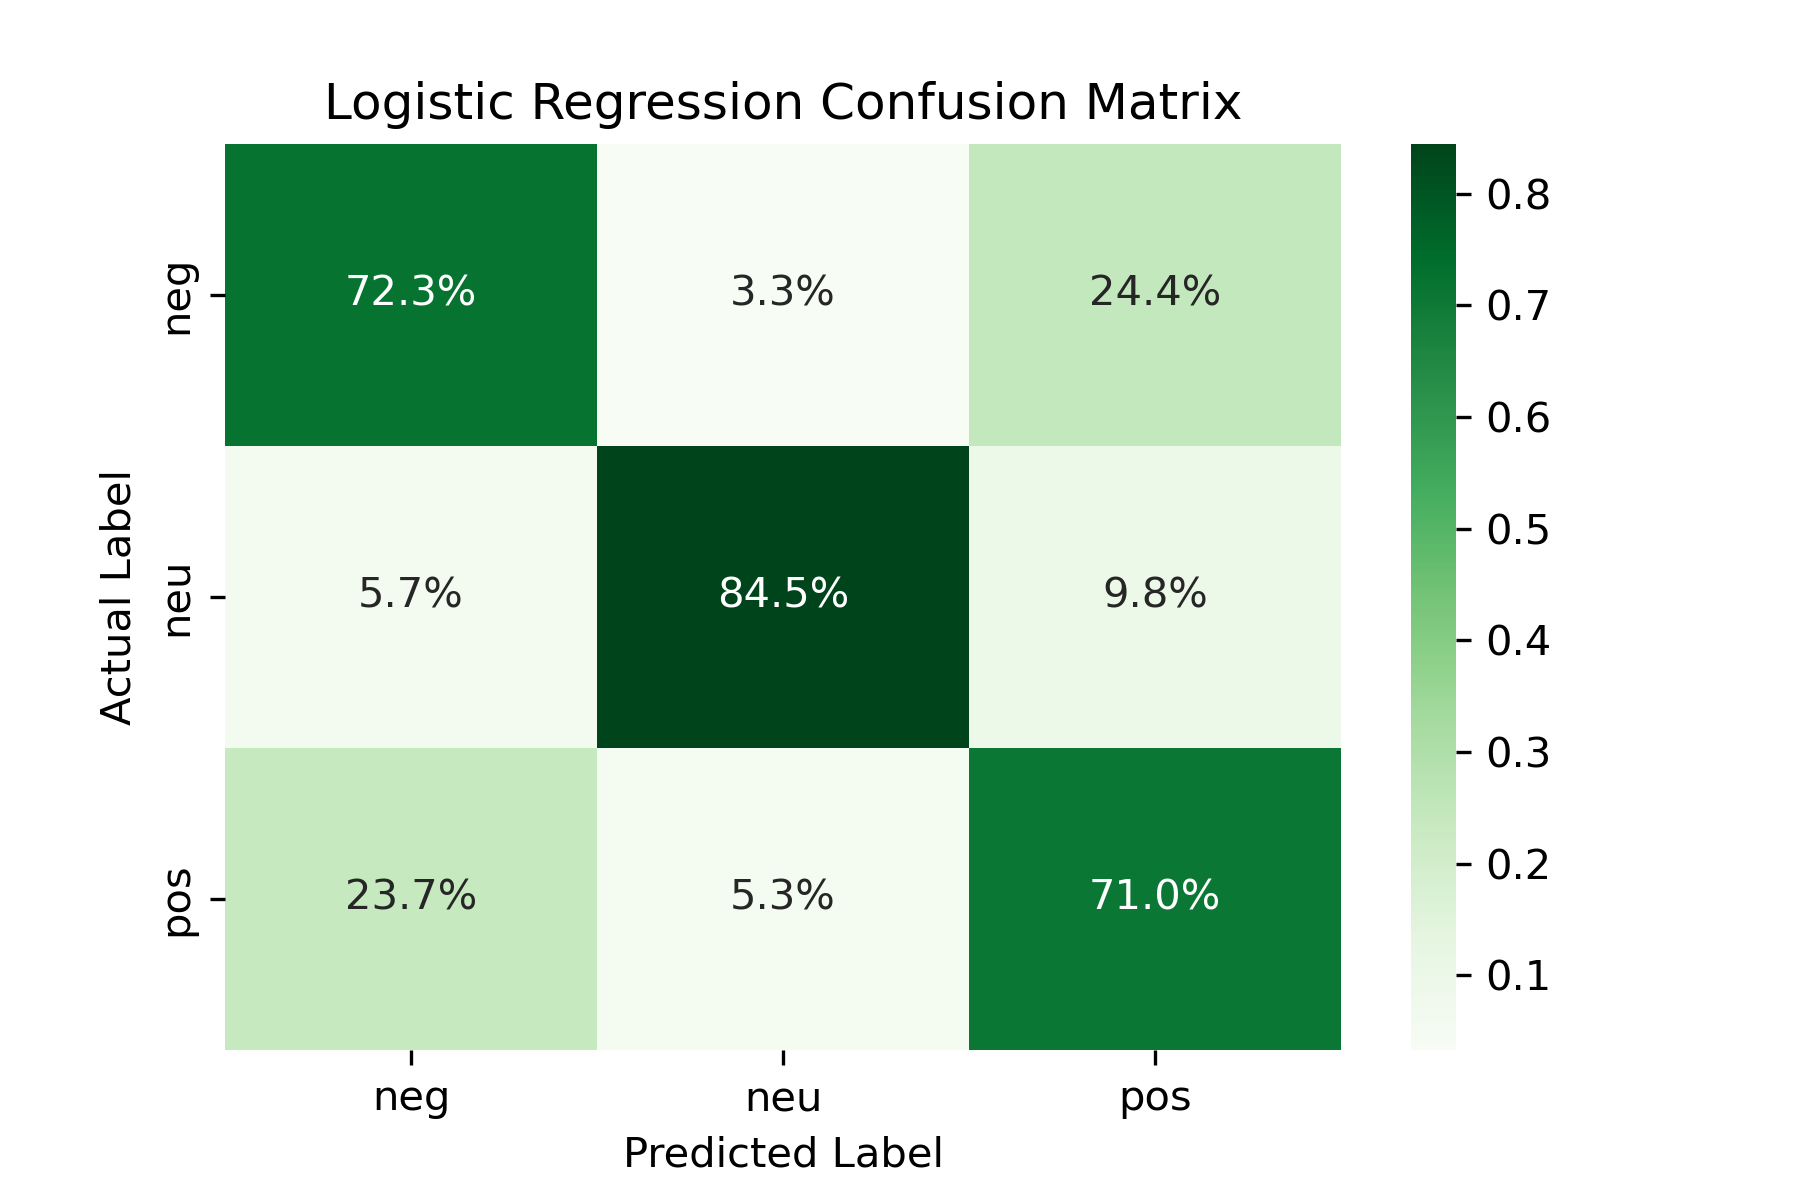 Logistic Regression Confusion Matrix
neg 72.3% 3.3% 24.4%
neu 5.7% 84.5% 9.8%
pos 23.7% 5.3% 71.0%
Actual Label
neg neu pos
Predicted Label
0.8
0.7
0.6
0.5
0.4
0.3
0.2
0.1